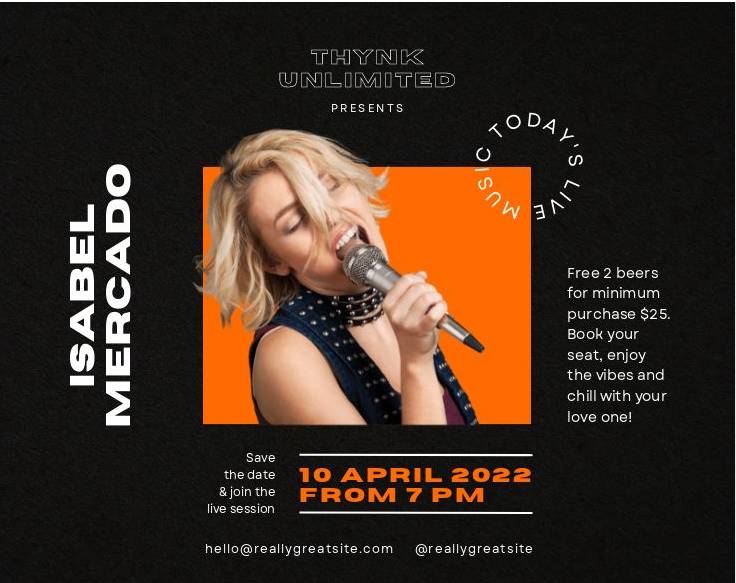 THYNK
UNLIMITED
PRESENTS
TODAY'S LIVE MUSIC
ISABEL
MERCADO
Free 2 beers
for minimum
purchase $25.
Book your
seat, enjoy
the vibes and
chill with your
love one!
Save
the date
& join the
live session
10 APRIL 2022
FROM 7 PM
hello@reallygreatsite.com @reallygreatsite